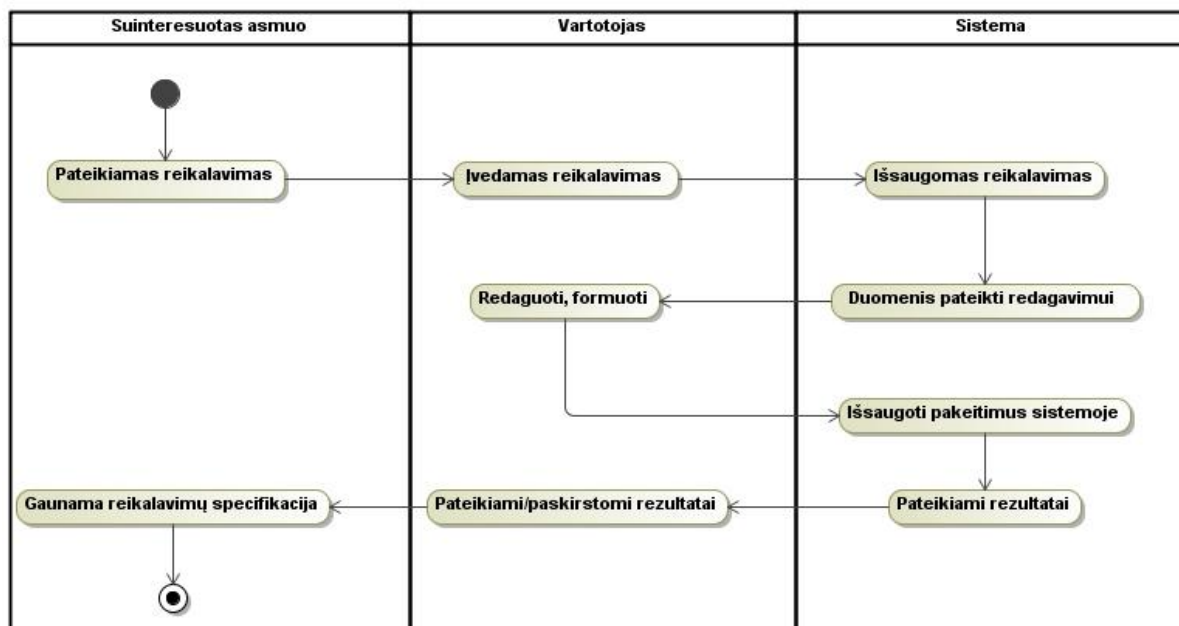 Suinteresuotas asmuo
Vartotojas
Sistema
Pateikiamas reikalavimas
Įvedamas reikalavimas
Išsaugomas reikalavimas
Redaguoti, formuoti
Duomenis pateikti redagavimui
Išsaugoti pakeitimus sistemoje
Gaunama reikalavimų specifikacija
Pateikiami/paskirstomi rezultatai
Pateikiami rezultatai